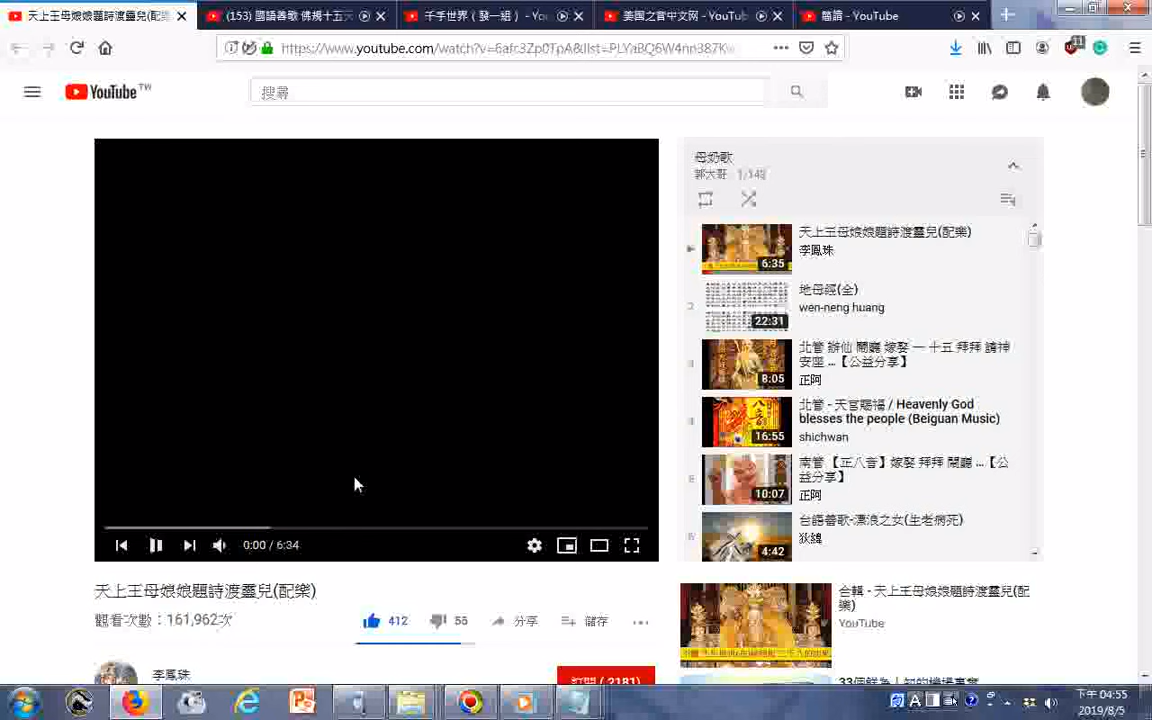 天上王母娘娘題詩渡靈兒(配樂
(153) 國語善歌 佛規十五
千手世界（發一組） - Yo
美国之音中文网 - YouTu
- YouTube
https://www.youtube.com/watch?v=6afc3Zp0TpA&list=PLYaBQ6W4nn387K
YouTube TW
搜尋
母奶歌
郭大哥 1/148
天上王母娘娘題詩渡靈兒(配樂)
李鳳珠
6:35
地母經(全)
wen-neng huang
22:31
北管 辦仙 鬧廳 嫁娶 一 十五 拜拜 請神
安座 ...【公益分享】
正阿
8:05
北管 - 天官賜福 / Heavenly God
blesses the people (Beiguan Music)
shichwan
16:55
南管 【正八音】嫁娶 拜拜 鬧廳 ...【公
益分享】
正阿
10:07
台語善歌-漂浪之女(生老病死)
4:42
0:00 / 6:34
天上王母娘娘題詩渡靈兒(配樂)
觀看次數：161,962次
412
55
分享
儲存
李鳳珠
訂閱 (2181)
合輯 - 天上王母娘娘題詩渡靈兒(配
樂)
YouTube
下午 04:55
2019/8/5